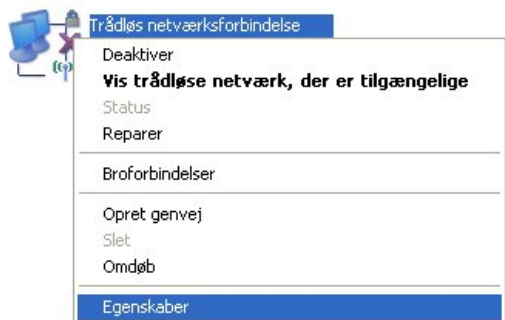 Trådløs netværksforbindelse
Deaktiver
Vis trådløse netværk, der er tilgængelige
Status
Reparer
Broforbindelser
Opret genvej
Slet
Omdøb
Egenskaber